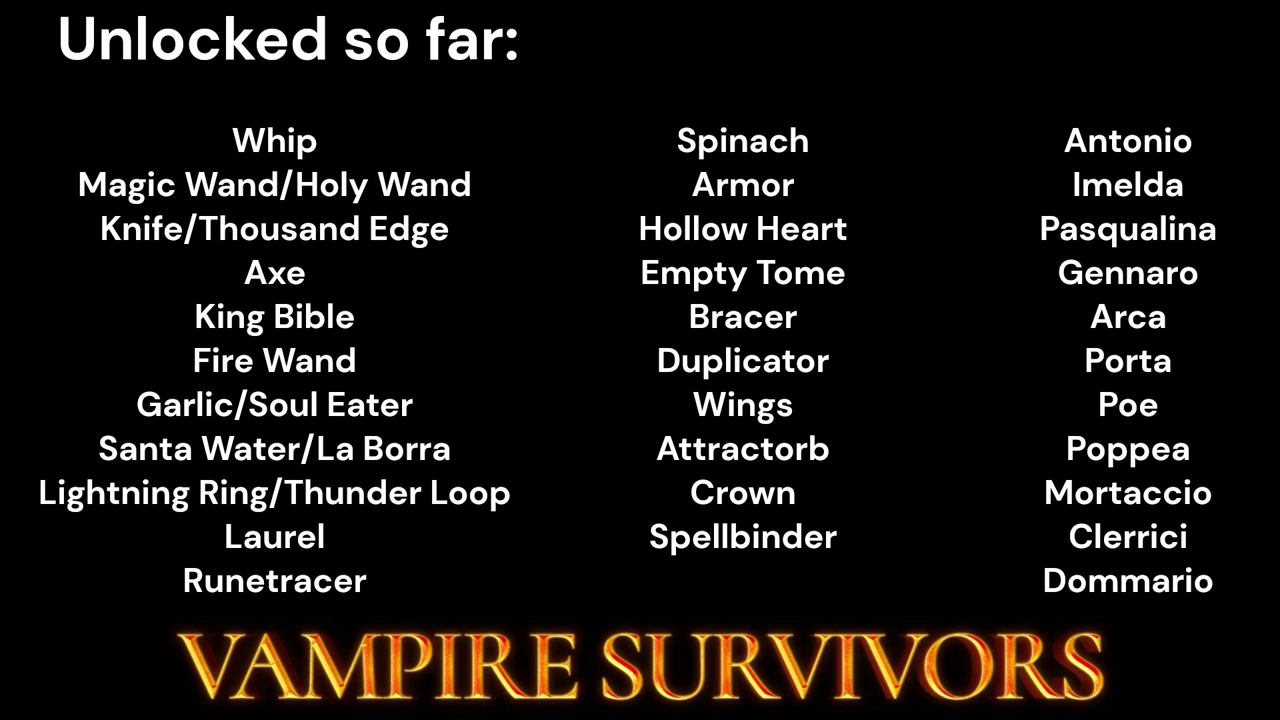 Unlocked so far:
Whip
Magic Wand/Holy Wand
Knife/Thousand Edge
Axe
King Bible
Fire Wand
Garlic/Soul Eater
Santa Water/La Borra
Lightning Ring/Thunder Loop
Laurel
Runetracer
Spinach
Armor
Hollow Heart
Empty Tome
Bracer
Duplicator
Wings
Attractorb
Crown
Spellbinder
Antonio
Imelda
Pasqualina
Gennaro
Arca
Porta
Poe
Poppea
Mortaccio
Clerrici
Dommario
VAMPIRE SURVIVORS